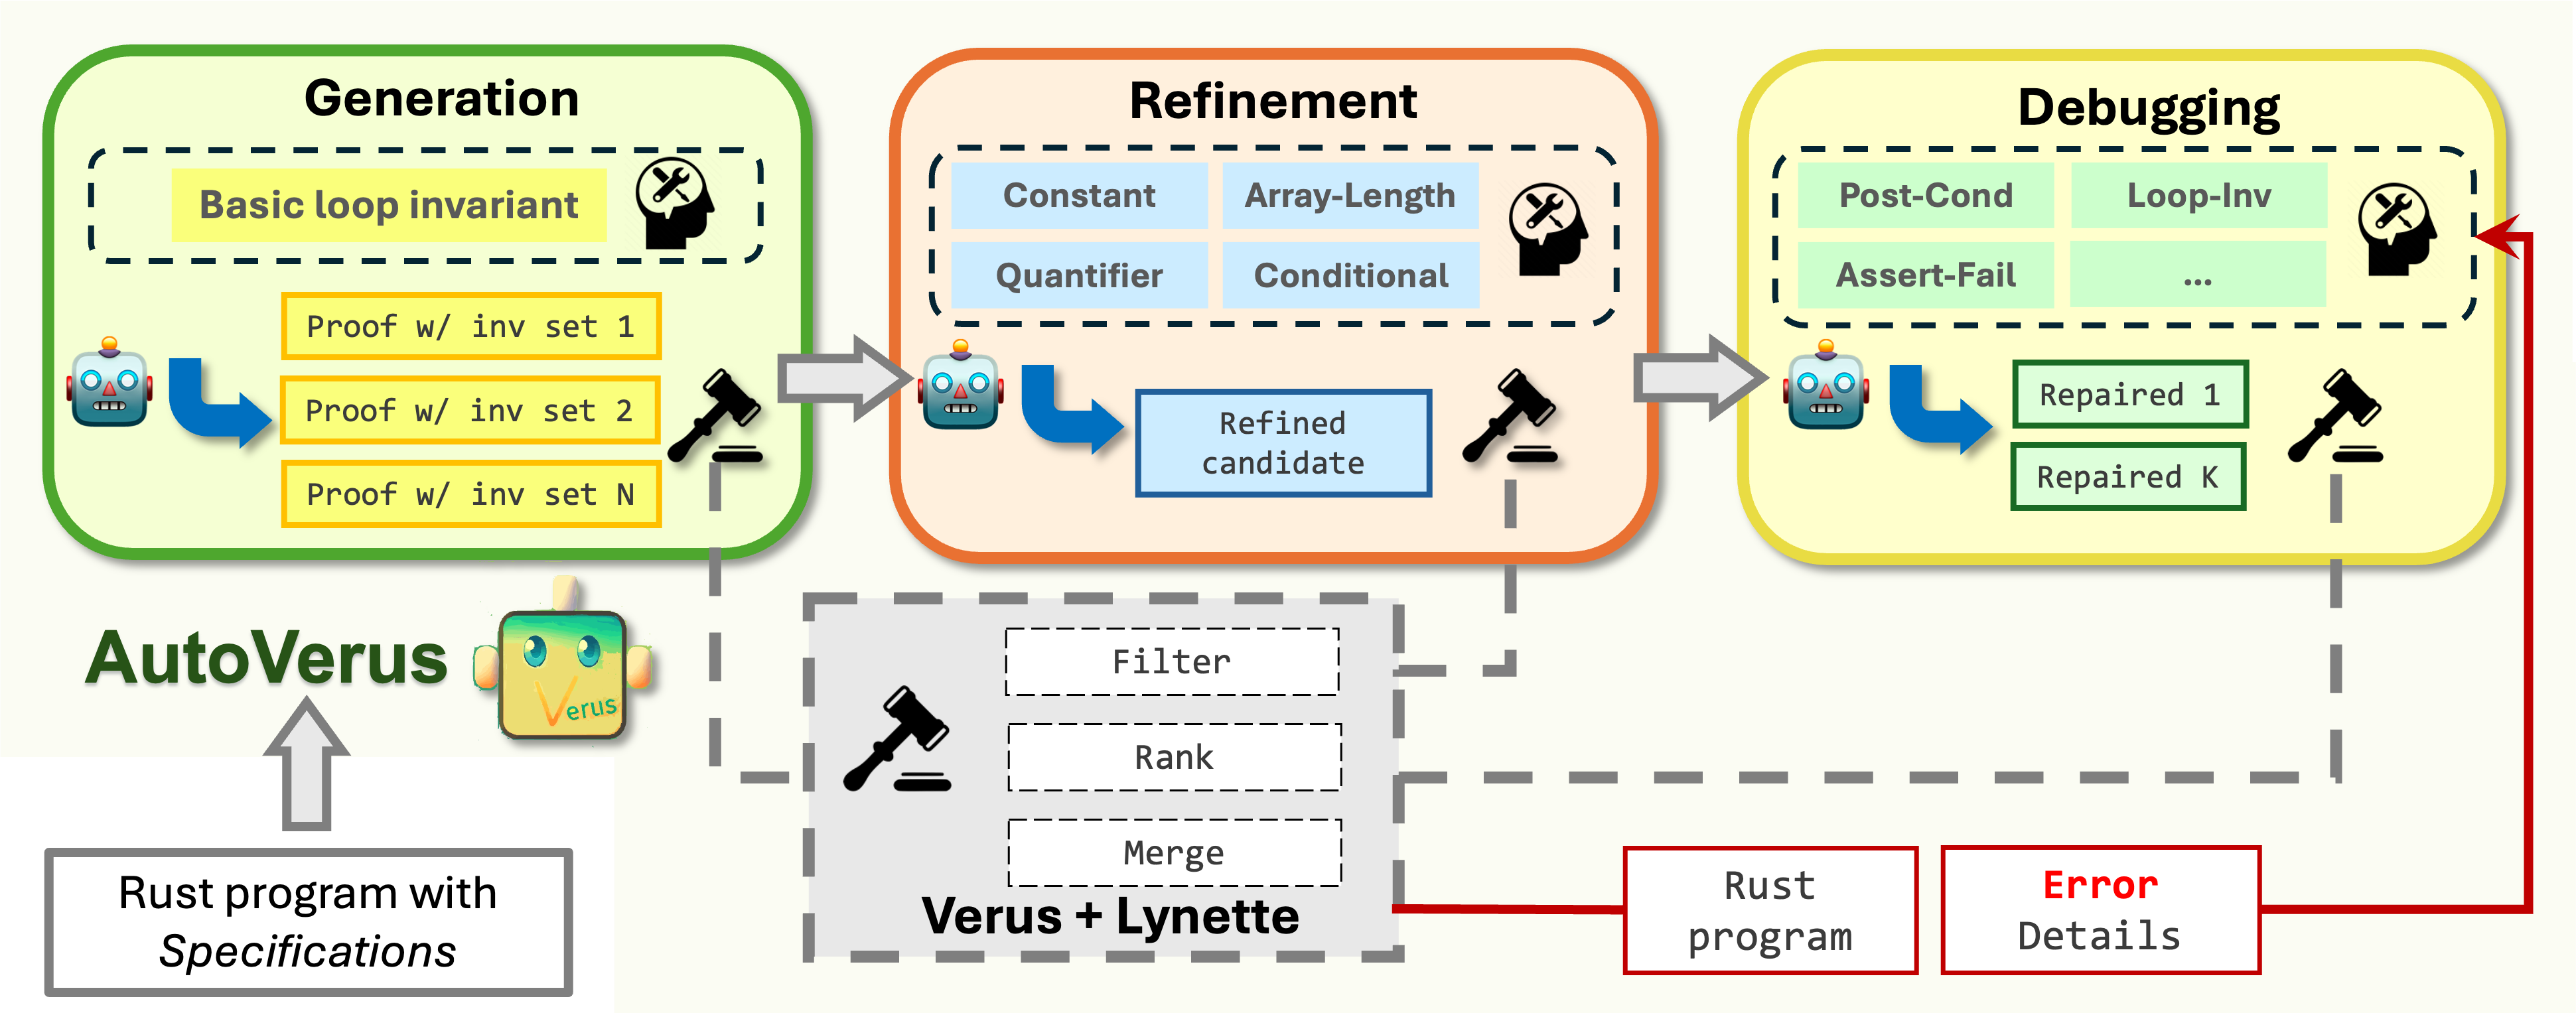 Generation
Basic loop invariant
Proof w/ inv set 1
Proof w/ inv set 2
Proof w/ inv set N
Refinement
Constant
Array-Length
Quantifier
Conditional
Refined
candidate
Debugging
Post-Cond
Loop-Inv
Assert-Fail
...
Repaired 1
Repaired K
AutoVerus
Verus
Rust program with
Specifications
Filter
Rank
Merge
Verus + Lynette
Rust
program
Error
Details